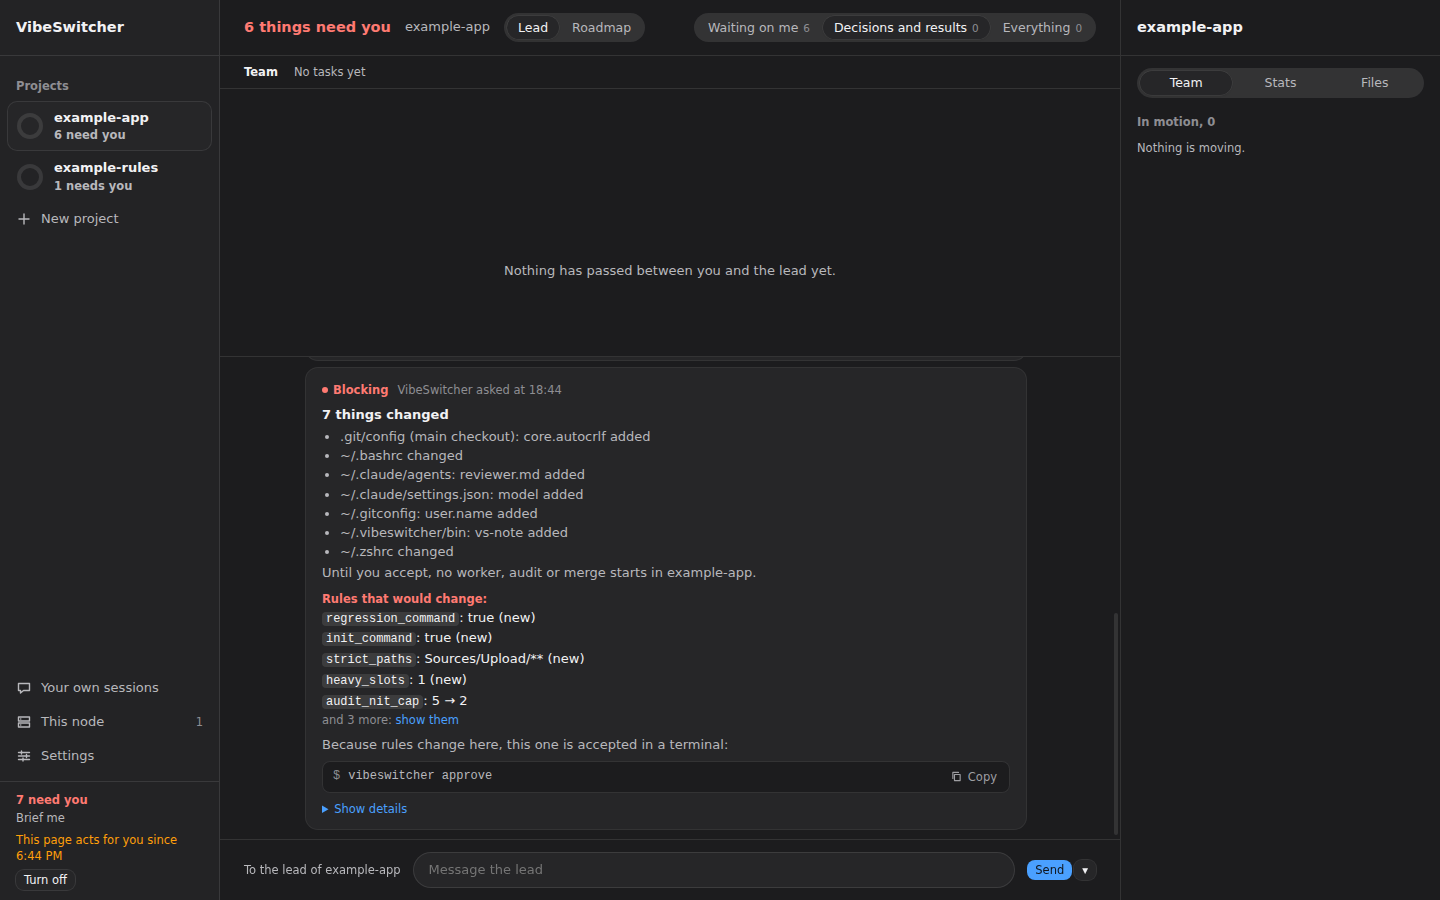 VibeSwitcher
Projects
example-app
6 need you
example-rules
1 needs you
New project
Your own sessions
This node 1
Settings
7 need you
Brief me
This page acts for you since
6:44 PM
Turn off
6 things need you example-app Lead Roadmap Waiting on me 6 Decisions and results 0 Everything 0
Team No tasks yet
Nothing has passed between you and the lead yet.
Blocking VibeSwitcher asked at 18:44
7 things changed
• .git/config (main checkout): core.autocrlf added
• ~/.bashrc changed
• ~/.claude/agents: reviewer.md added
• ~/.claude/settings.json: model added
• ~/.gitconfig: user.name added
• ~/.vibeswitcher/bin: vs-note added
• ~/.zshrc changed
Until you accept, no worker, audit or merge starts in example-app.
Rules that would change:
regression_command: true (new)
init_command: true (new)
strict_paths: Sources/Upload/** (new)
heavy_slots: 1 (new)
audit_nit_cap: 5 → 2
and 3 more: show them
Because rules change here, this one is accepted in a terminal:
$ vibeswitcher approve Copy
Show details
To the lead of example-app Message the lead Send
example-app
Team Stats Files
In motion, 0
Nothing is moving.